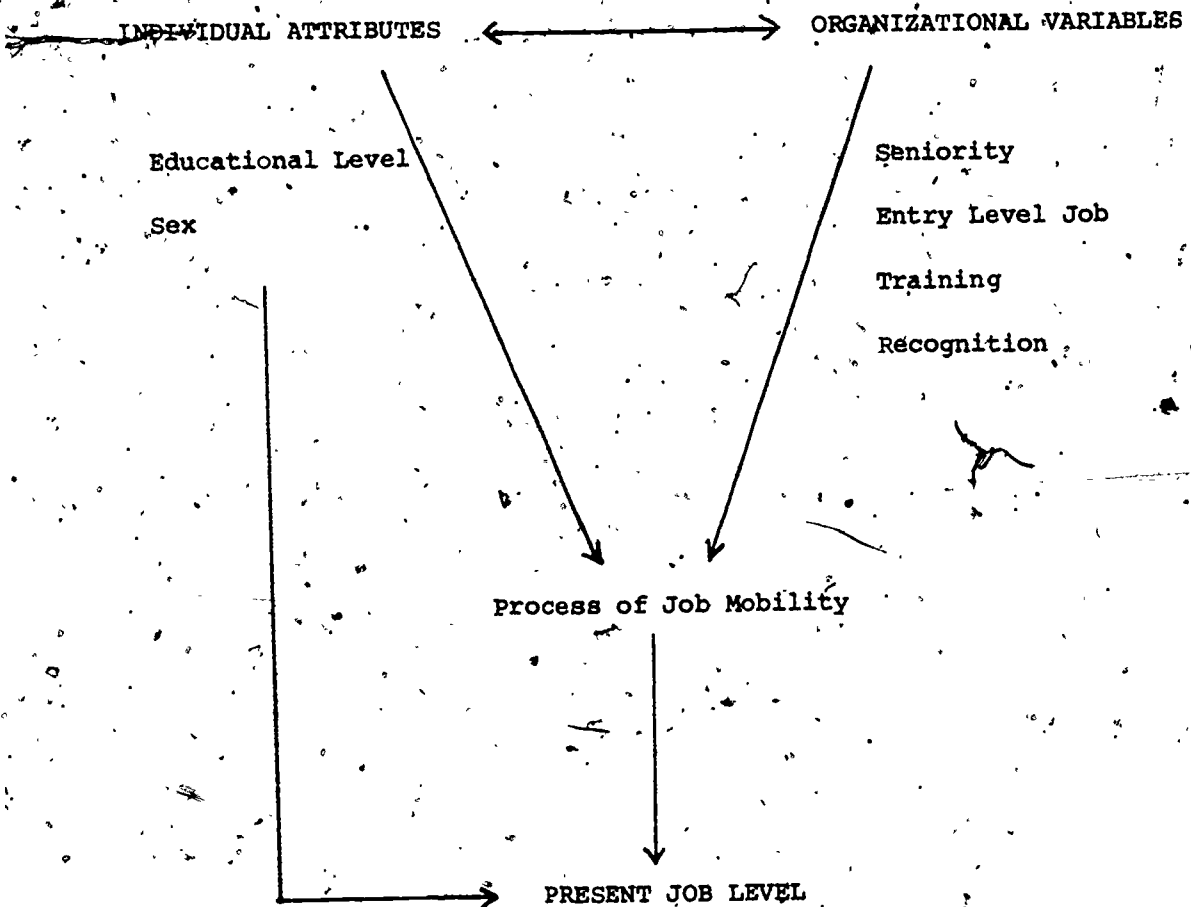 INDIVIDUAL ATTRIBUTES
ORGANIZATIONAL VARIABLES
Educational Level
Sex
Seniority
Entry Level Job
Training
Recognition
Process of Job Mobility
PRESENT JOB LEVEL